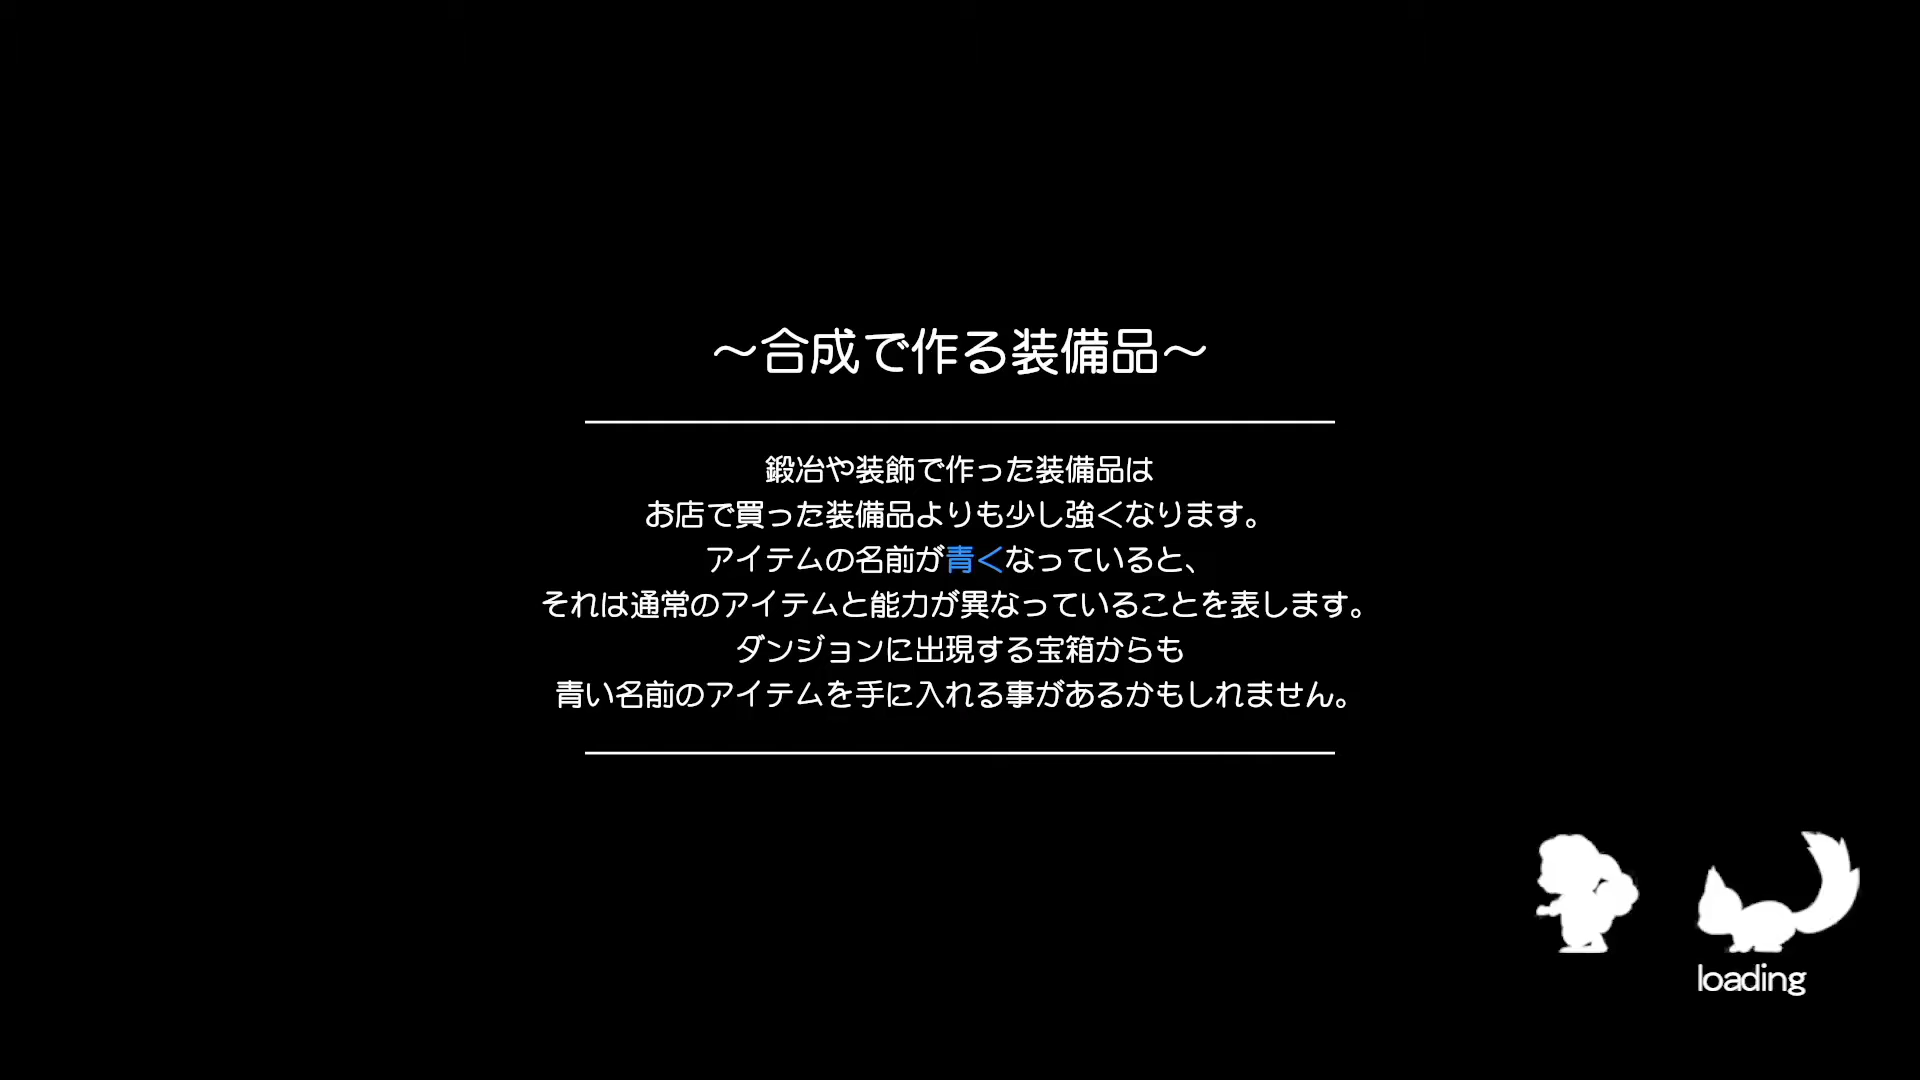 ～合成で作る装備品～
鍛冶や装飾で作った装備品は
お店で買った装備品よりも少し強くなります。
アイテムの名前が青くなっていると、
それは通常のアイテムと能力が異なっていることを表します。
ダンジョンに出現する宝箱からも
青い名前のアイテムを手に入れる事があるかもしれません。
loading